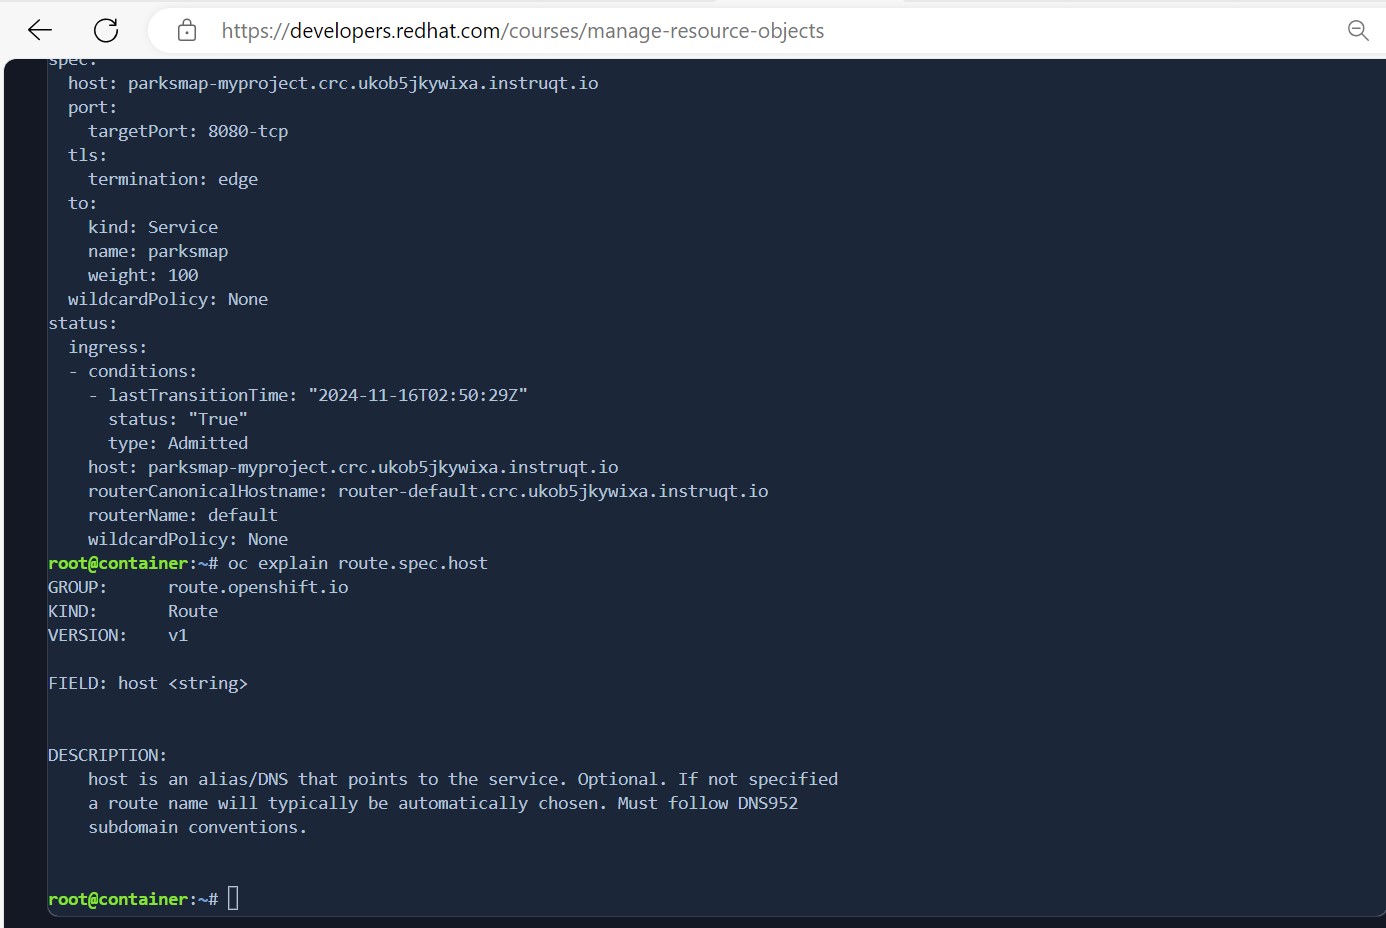 https://developers.redhat.com/courses/manage-resource-objects
spec:
  host: parksmap-myproject.crc.ukob5jkywixa.instruqt.io
  port:
    targetPort: 8080-tcp
  tls:
    termination: edge
  to:
    kind: Service
    name: parksmap
    weight: 100
  wildcardPolicy: None
status:
  ingress:
  - conditions:
    - lastTransitionTime: "2024-11-16T02:50:29Z"
      status: "True"
      type: Admitted
    host: parksmap-myproject.crc.ukob5jkywixa.instruqt.io
    routerCanonicalHostname: router-default.crc.ukob5jkywixa.instruqt.io
    routerName: default
    wildcardPolicy: None
root@container:~# oc explain route.spec.host
GROUP:      route.openshift.io
KIND:       Route
VERSION:    v1

FIELD: host <string>

DESCRIPTION:
    host is an alias/DNS that points to the service. Optional. If not specified
    a route name will typically be automatically chosen. Must follow DNS952
    subdomain conventions.

root@container:~#